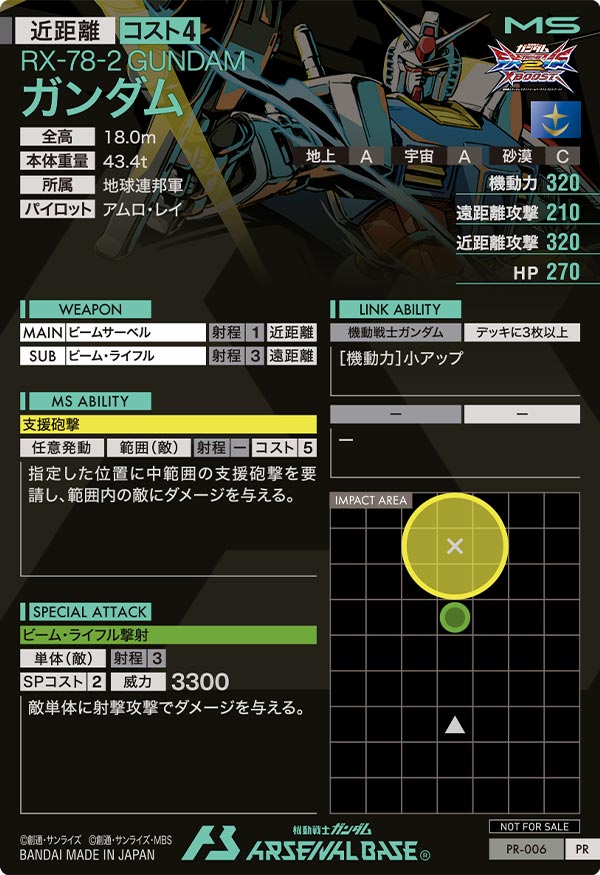 近距離 コスト4
MS
RX-78-2 GUNDAM
ガンダム
全高 18.0m
本体重量 43.4t
所属 地球連邦軍
パイロット アムロ・レイ
ガンダム
2
XBOOST
地上 A 宇宙 A 砂漠 C
機動力 320
遠距離攻撃 210
近距離攻撃 320
HP 270
WEAPON
MAIN ビームサーベル 射程 1 近距離
SUB ビーム・ライフル 射程 3 遠距離
MS ABILITY
支援砲撃
任意発動 範囲(敵) 射程 ー コスト 5
指定した位置に中範囲の支援砲撃を要
請し、範囲内の敵にダメージを与える。
SPECIAL ATTACK
ビーム・ライフル撃射
単体(敵) 射程 3
SPコスト 2 威力 3300
敵単体に射撃攻撃でダメージを与える。
LINK ABILITY
機動戦士ガンダム デッキに3枚以上
[機動力]小アップ
ー ー
ー
IMPACT AREA
©創通・サンライズ ©創通・サンライズ・MBS
BANDAI MADE IN JAPAN
機動戦士ガンダム
ARSENAL BASE®
NOT FOR SALE
PR-006 PR